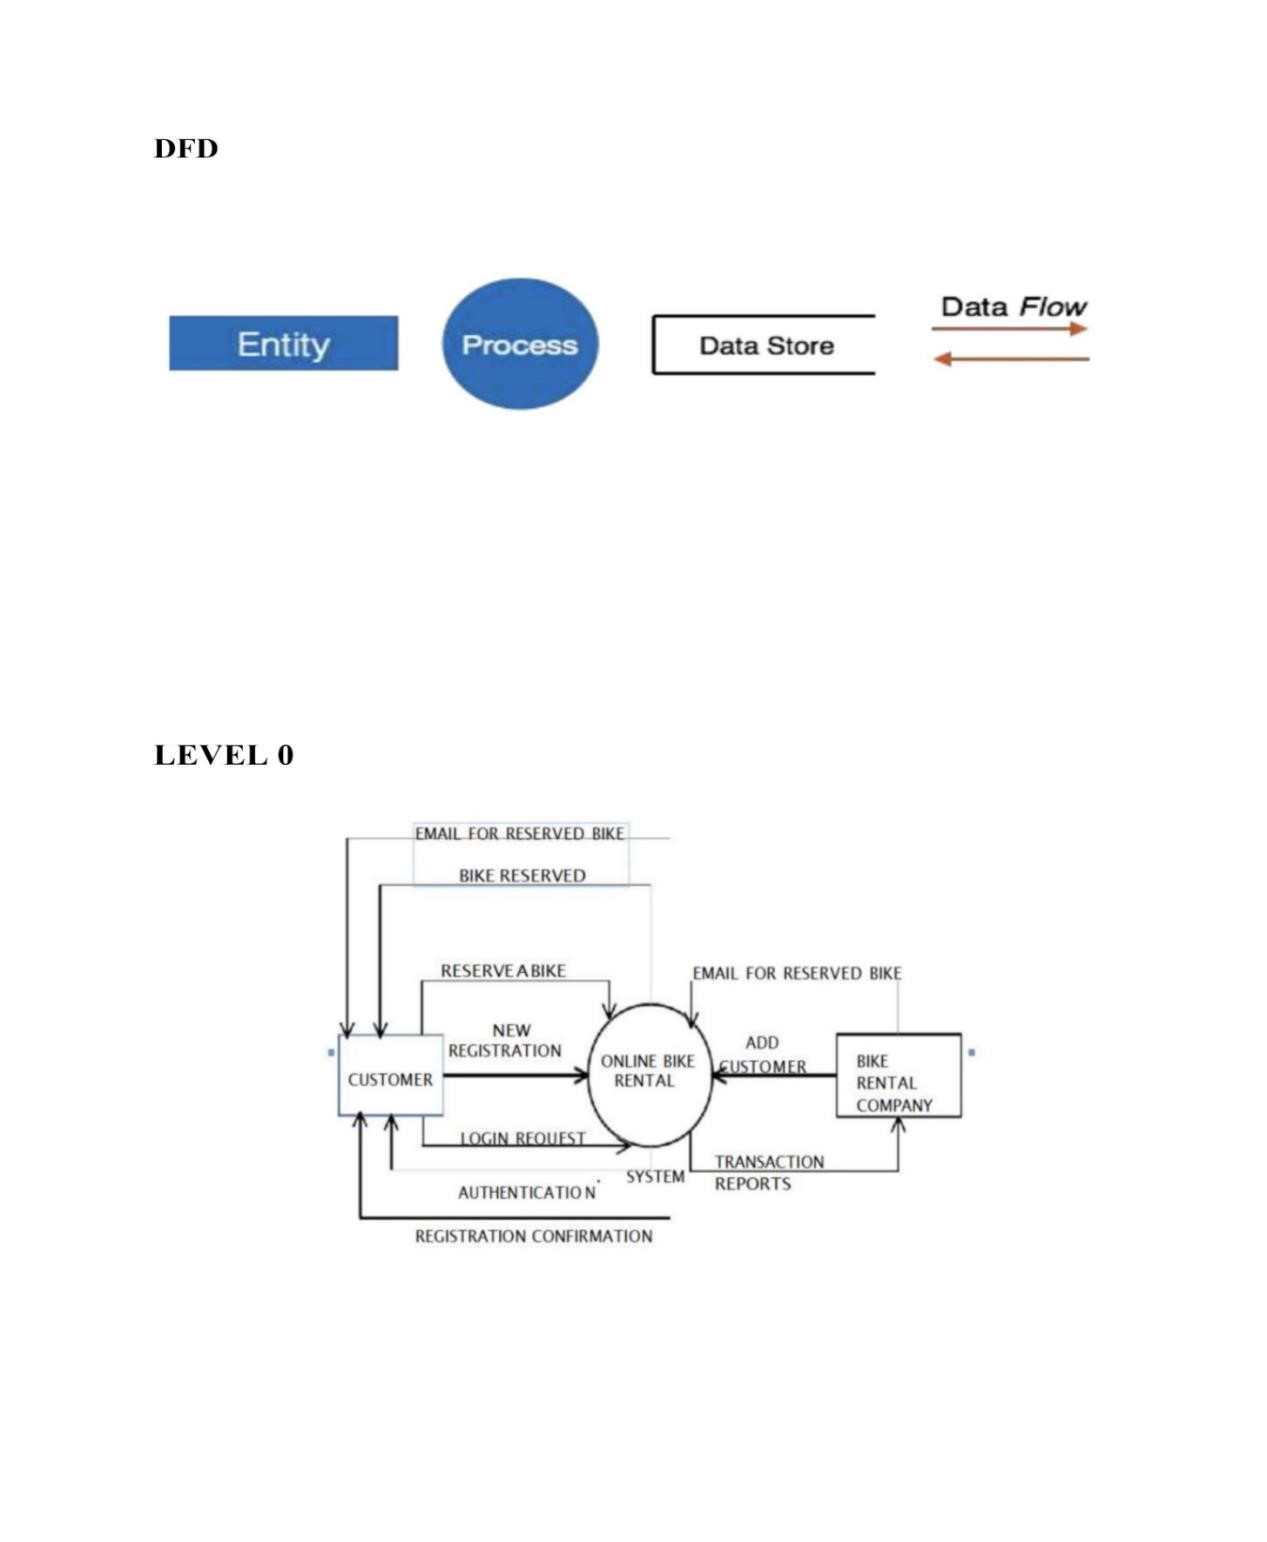 DFD
Data Flow
Entity
Process
Data Store
LEVEL 0
EMAIL FOR RESERVED BIKE
BIKE RESERVED
RESERVE A BIKE
EMAIL FOR RESERVED BIKE
NEW
REGISTRATION
ADD
CUSTOMER
ONLINE BIKE
RENTAL
BIKE
RENTAL
COMPANY
CUSTOMER
LOGIN REQUEST
SYSTEM
TRANSACTION
REPORTS
AUTHENTICATION
REGISTRATION CONFIRMATION